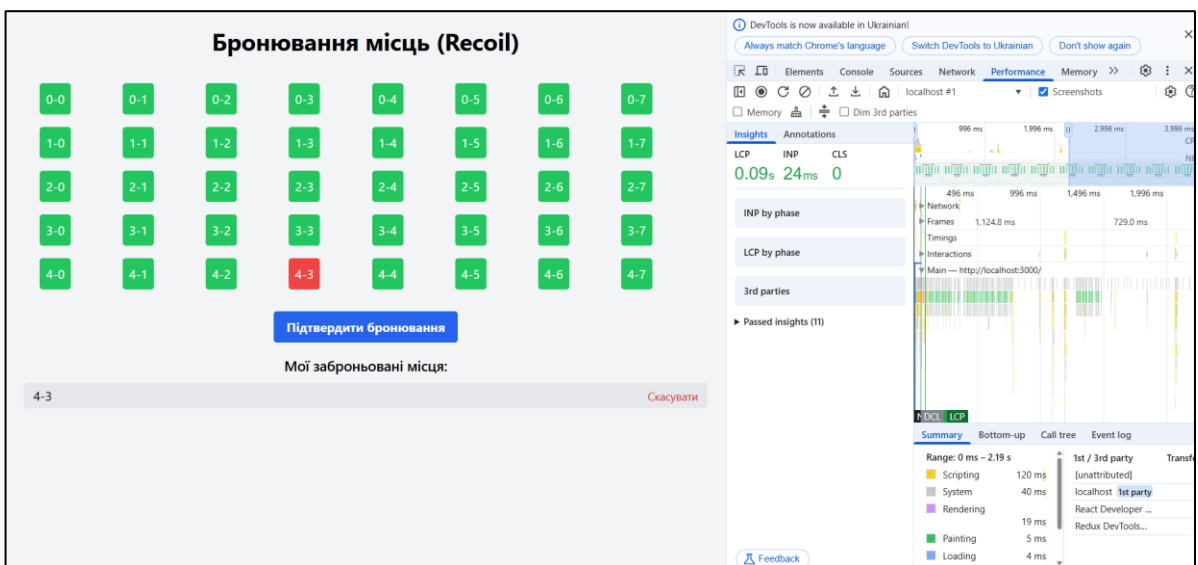 Бронювання місць (Recoil)
0-0 0-1 0-2 0-3 0-4 0-5 0-6 0-7
1-0 1-1 1-2 1-3 1-4 1-5 1-6 1-7
2-0 2-1 2-2 2-3 2-4 2-5 2-6 2-7
3-0 3-1 3-2 3-3 3-4 3-5 3-6 3-7
4-0 4-1 4-2 4-3 4-4 4-5 4-6 4-7
Підтвердити бронювання
Мої заброньовані місця:
4-3 Скасувати
DevTools is now available in Ukrainian!
Always match Chrome's language Switch DevTools to Ukrainian Don't show again
Elements Console Sources Network Performance Memory
localhost #1 Screenshots
Memory Dim 3rd parties
Insights Annotations
LCP INP CLS
0.09s 24ms 0
INP by phase
LCP by phase
3rd parties
Passed insights (11)
996 ms 1,996 ms 2,996 ms 3,996 ms
496 ms 996 ms 1,496 ms 1,996 ms
Network
Frames 1,124.8 ms 729.0 ms
Timings
Interactions
Main — http://localhost:3000/
DCL LCP
Summary Bottom-up Call tree Event log
Range: 0 ms – 2.19 s
Scripting 120 ms
System 40 ms
Rendering
19 ms
Painting 5 ms
Loading 4 ms
1st / 3rd party Transfe
[unattributed]
localhost 1st party
React Developer ...
Redux DevTools...
Feedback